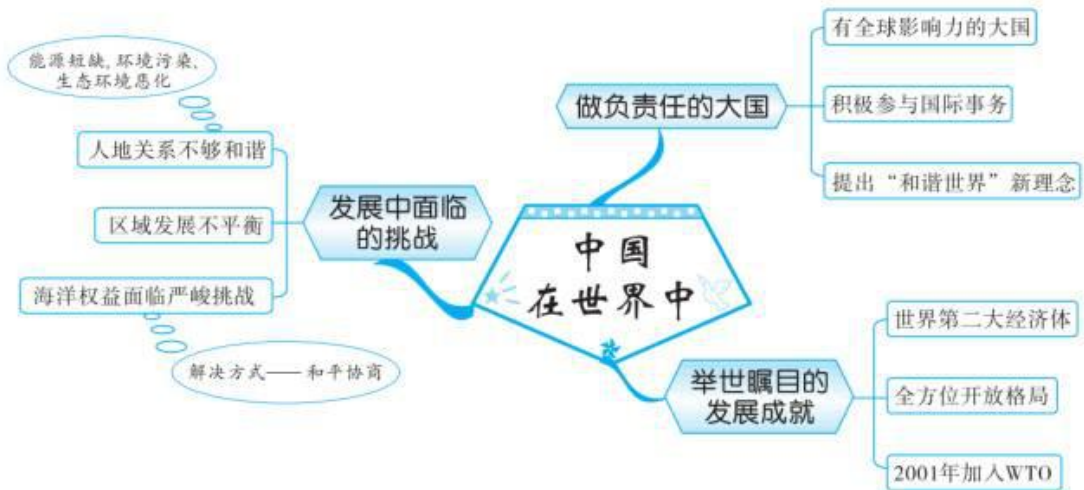 能源短缺,环境污染、
生态环境恶化
人地关系不够和谐
区域发展不平衡
海洋权益面临严峻挑战
解决方式——和平协商
发展中面临
的挑战
中国
在世界中
做负责任的大国
有全球影响力的大国
积极参与国际事务
提出“和谐世界”新理念
举世瞩目的
发展成就
世界第二大经济体
全方位开放格局
2001年加入WTO